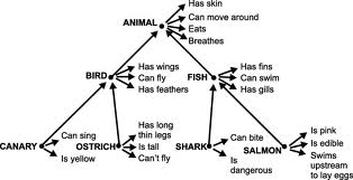 Has skin
Can move around
ANIMAL
Eats
Breathes
Has wings
BIRD
Can fly
Has feathers
Has fins
FISH
Can swim
Has gills
Can sing
CANARY
Is yellow
Has long
thin legs
OSTRICH
Is tall
Can't fly
Can bite
SHARK
Is
dangerous
Is pink
SALMON
Is edible
Swims
upstream
to lay eggs